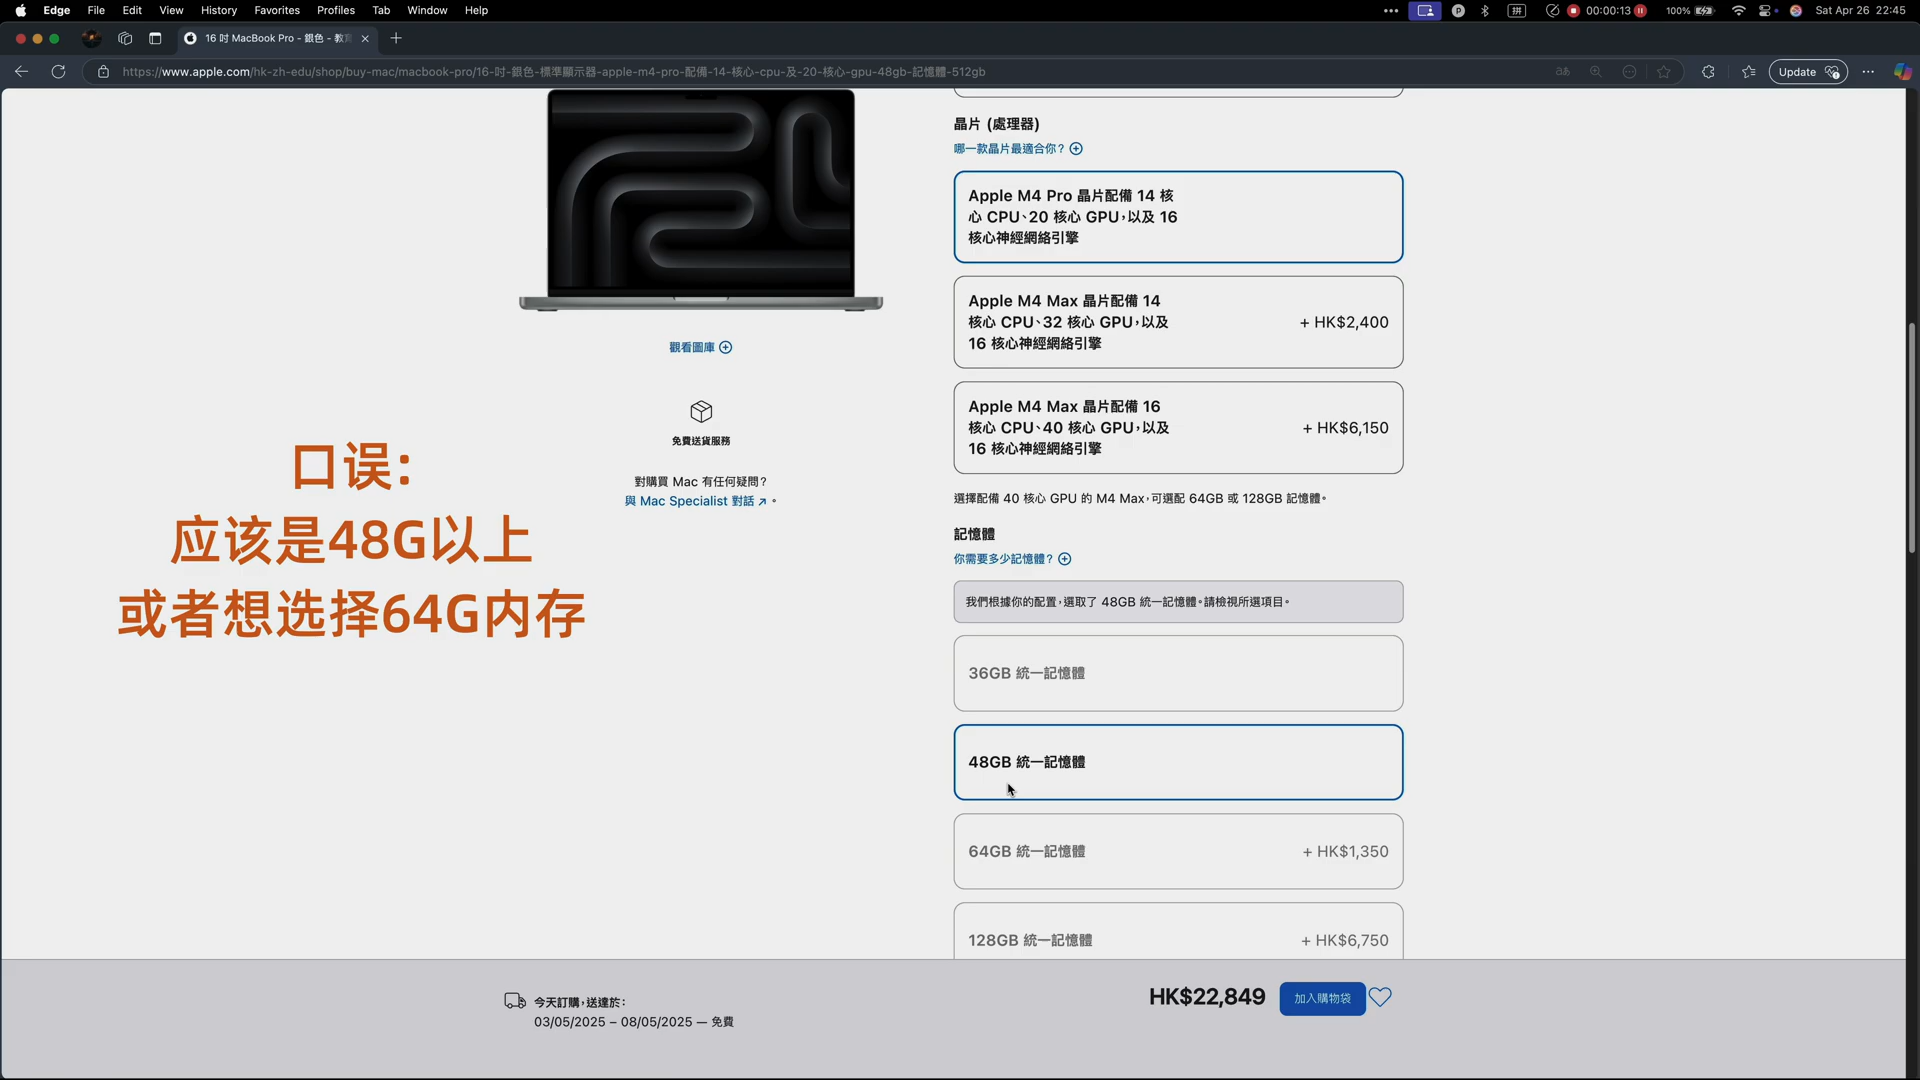 Edge File Edit View History Favorites Profiles Tab Window Help
00:00:13
100%
Sat Apr 26 22:45
16 吋 MacBook Pro - 銀色 - 教
https://www.apple.com/hk-zh-edu/shop/buy-mac/macbook-pro/16-吋-銀色-標準顯示器-apple-m4-pro-配備-14-核心-cpu-及-20-核心-gpu-48gb-記憶體-512gb
Update
觀看圖庫
免費送貨服務
對購買 Mac 有任何疑問？
與 Mac Specialist 對話 ↗。
口误：
应该是48G以上
或者想选择64G内存
晶片 (處理器)
哪一款晶片最適合你？
Apple M4 Pro 晶片配備 14 核
心 CPU、20 核心 GPU，以及 16
核心神經網絡引擎
Apple M4 Max 晶片配備 14
核心 CPU、32 核心 GPU，以及
16 核心神經網絡引擎
+ HK$2,400
Apple M4 Max 晶片配備 16
核心 CPU、40 核心 GPU，以及
16 核心神經網絡引擎
+ HK$6,150
選擇配備 40 核心 GPU 的 M4 Max，可選配 64GB 或 128GB 記憶體。
記憶體
你需要多少記憶體？
我們根據你的配置，選取了 48GB 統一記憶體。請檢視所選項目。
36GB 統一記憶體
48GB 統一記憶體
64GB 統一記憶體
+ HK$1,350
128GB 統一記憶體
+ HK$6,750
今天訂購，送達於：
03/05/2025 – 08/05/2025 — 免費
HK$22,849
加入購物袋